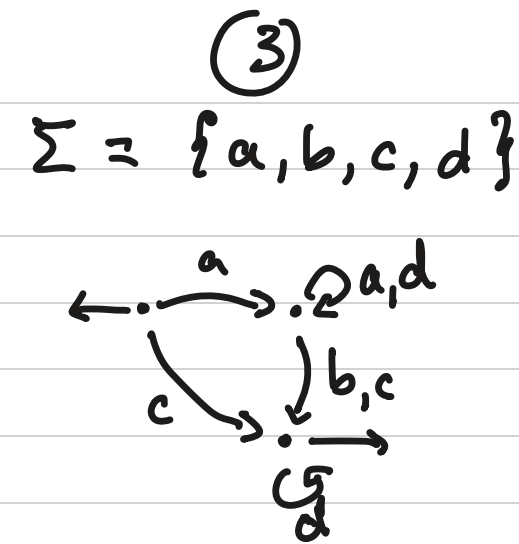 3
Σ = {a, b, c, d}
a
a,d
b,c
c
d